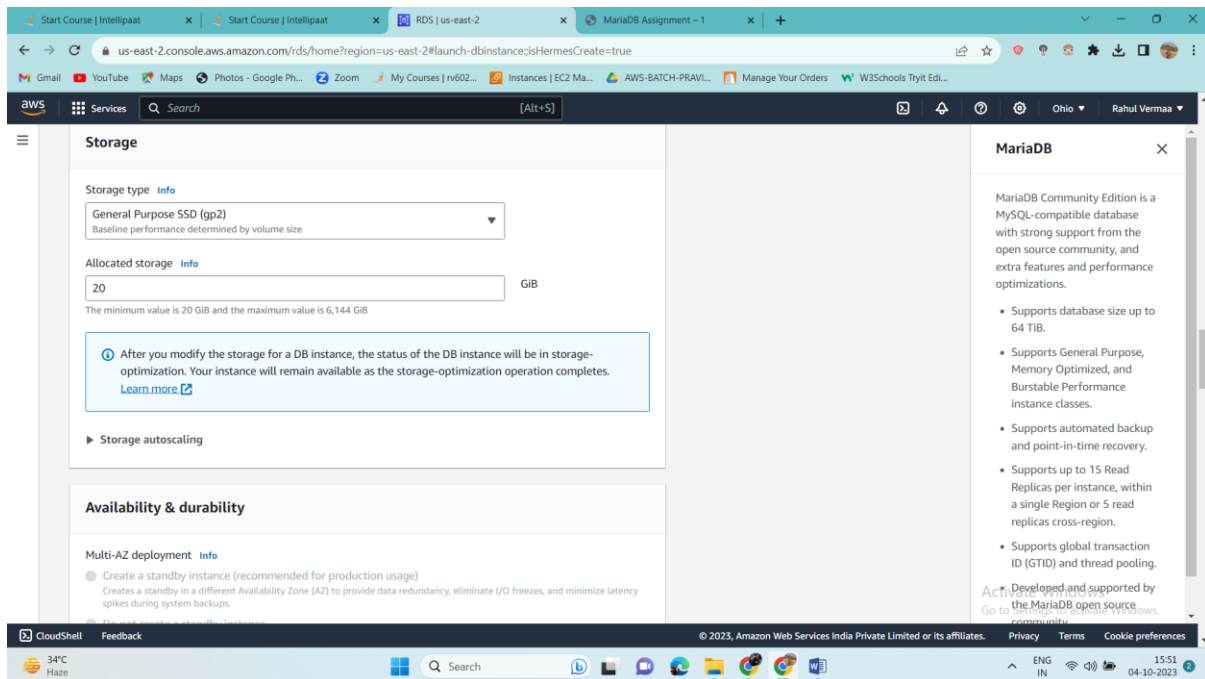 Start Course | Intellipaat
Start Course | Intellipaat
RDS | us-east-2
MariaDB Assignment – 1
us-east-2.console.aws.amazon.com/rds/home?region=us-east-2#launch-dbinstance:;isHermesCreate=true
Gmail YouTube Maps Photos - Google Ph... Zoom My Courses | rv602... Instances | EC2 Ma... AWS-BATCH-PRAVI... Manage Your Orders W3Schools Tryit Edi...
aws Services Search [Alt+S] Ohio Rahul Vermaa
Storage
Storage type Info
General Purpose SSD (gp2)
Baseline performance determined by volume size
Allocated storage Info
20 GiB
The minimum value is 20 GiB and the maximum value is 6,144 GiB
After you modify the storage for a DB instance, the status of the DB instance will be in storage-
optimization. Your instance will remain available as the storage-optimization operation completes.
Learn more
Storage autoscaling
Availability & durability
Multi-AZ deployment Info
Create a standby instance (recommended for production usage)
Creates a standby in a different Availability Zone (AZ) to provide data redundancy, eliminate I/O freezes, and minimize latency
spikes during system backups.
Do not create a standby instance
MariaDB
MariaDB Community Edition is a
MySQL-compatible database
with strong support from the
open source community, and
extra features and performance
optimizations.
• Supports database size up to
64 TiB.
• Supports General Purpose,
Memory Optimized, and
Burstable Performance
instance classes.
• Supports automated backup
and point-in-time recovery.
• Supports up to 15 Read
Replicas per instance, within
a single Region or 5 read
replicas cross-region.
• Supports global transaction
ID (GTID) and thread pooling.
• Developed and supported by
the MariaDB open source
community.
Activate Windows
Go to Settings to activate Windows.
CloudShell Feedback © 2023, Amazon Web Services India Private Limited or its affiliates. Privacy Terms Cookie preferences
34°C
Haze
Search
ENG
IN
15:51
04-10-2023
2